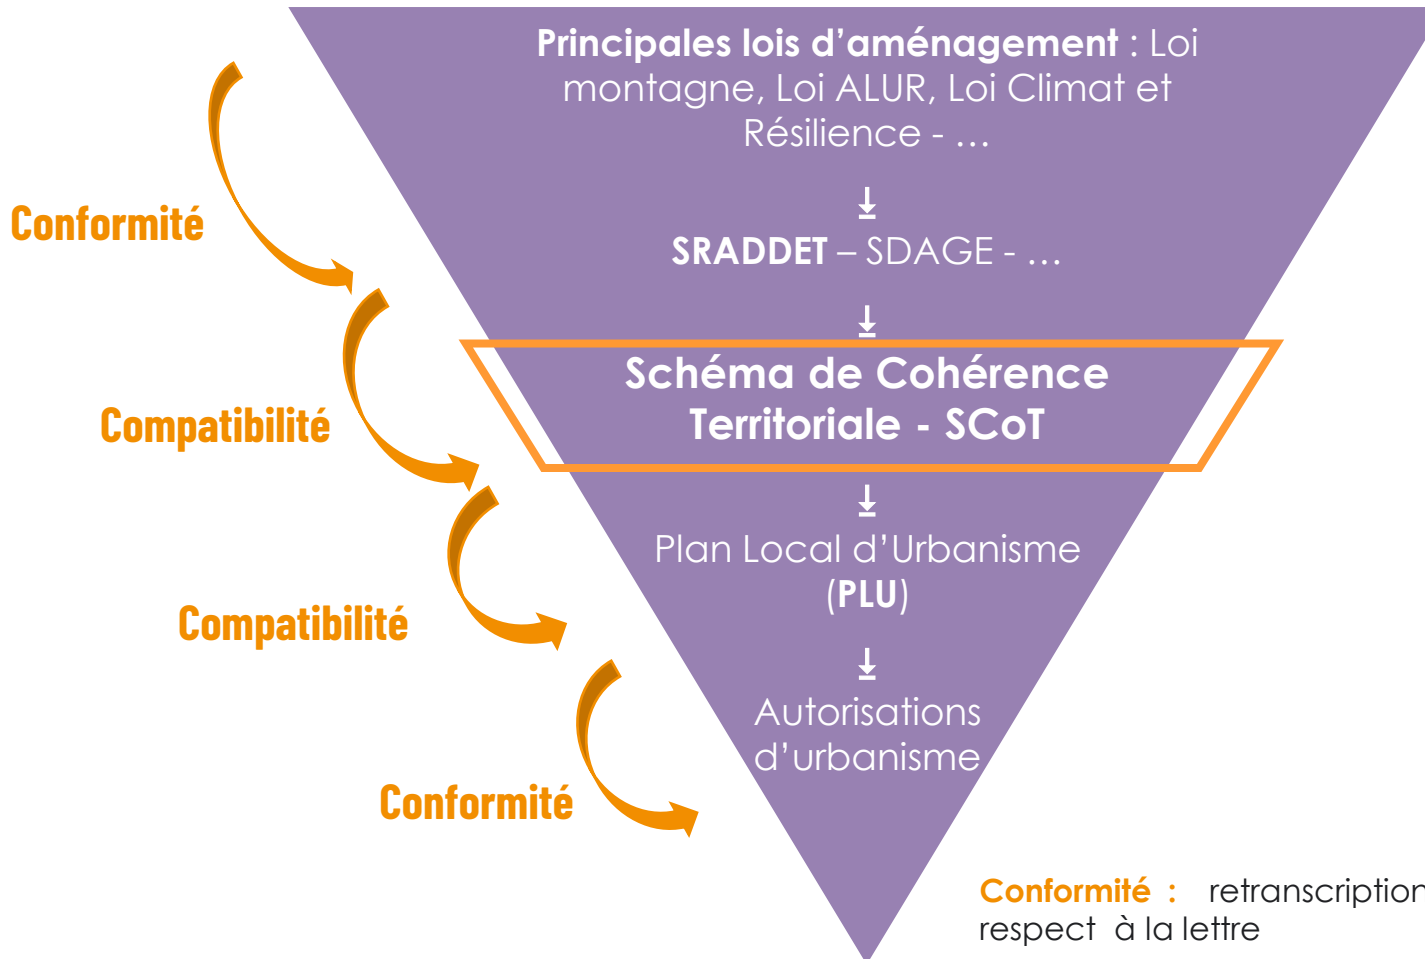 Principales lois d’aménagement : Loi
montagne, Loi ALUR, Loi Climat et
Résilience - …
SRADDET – SDAGE - …
Schéma de Cohérence
Territoriale - SCoT
Plan Local d’Urbanisme
(PLU)
Autorisations
d’urbanisme
Conformité
Compatibilité
Compatibilité
Conformité
Conformité : retranscription
respect à la lettre